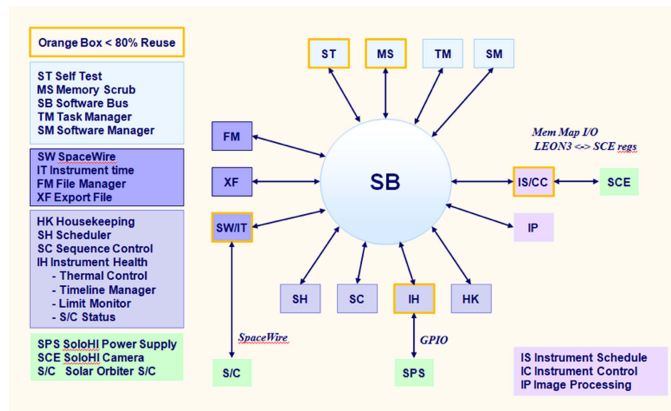 Orange Box < 80% Reuse
ST Self Test
MS Memory Scrub
SB Software Bus
TM Task Manager
SM Software Manager
SW SpaceWire
IT Instrument time
FM File Manager
XF Export File
HK Housekeeping
SH Scheduler
SC Sequence Control
IH Instrument Health
- Thermal Control
- Timeline Manager
- Limit Monitor
- S/C Status
SPS SoloHI Power Supply
SCE SoloHI Camera
S/C Solar Orbiter S/C
ST
MS
TM
SM
FM
XF
SW/IT
SB
Mem Map I/O
LEON3 <-> SCE regs
IS/CC
SCE
IP
SH
SC
IH
HK
SpaceWire
GPIO
S/C
SPS
IS Instrument Schedule
IC Instrument Control
IP Image Processing